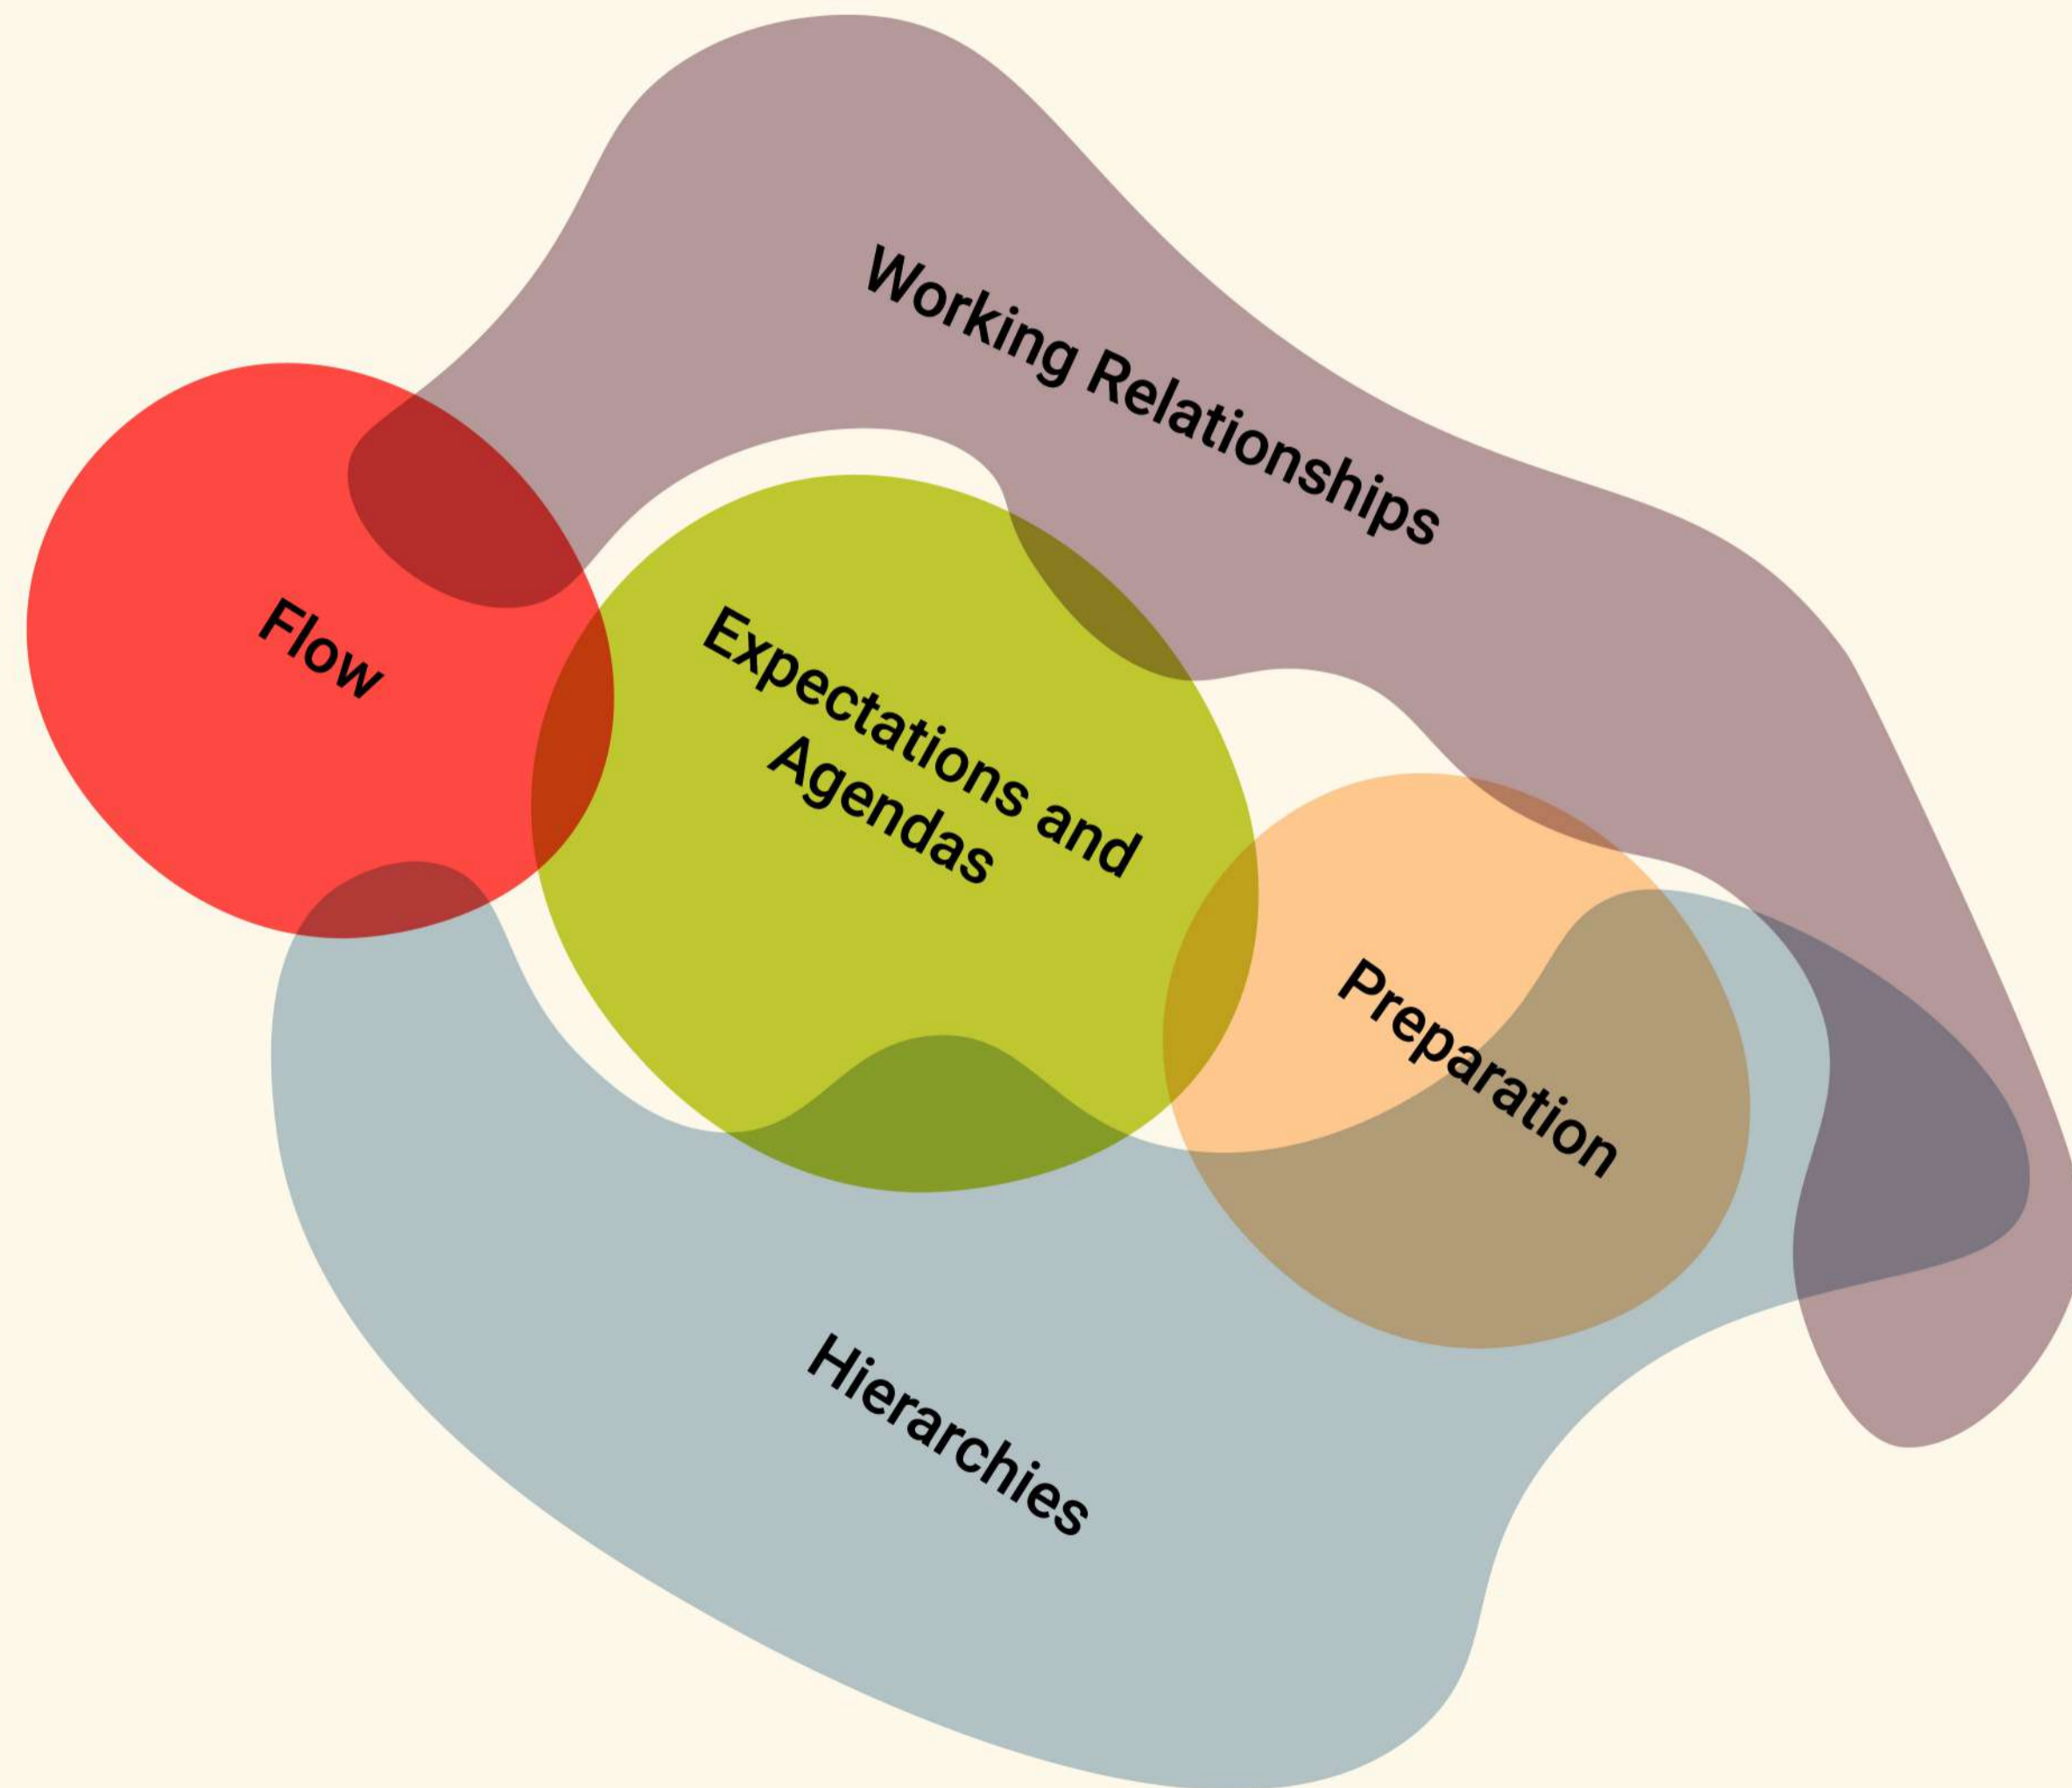 Working Relationships
Flow
Expectations and
Agendas
Preparation
Hierarchies